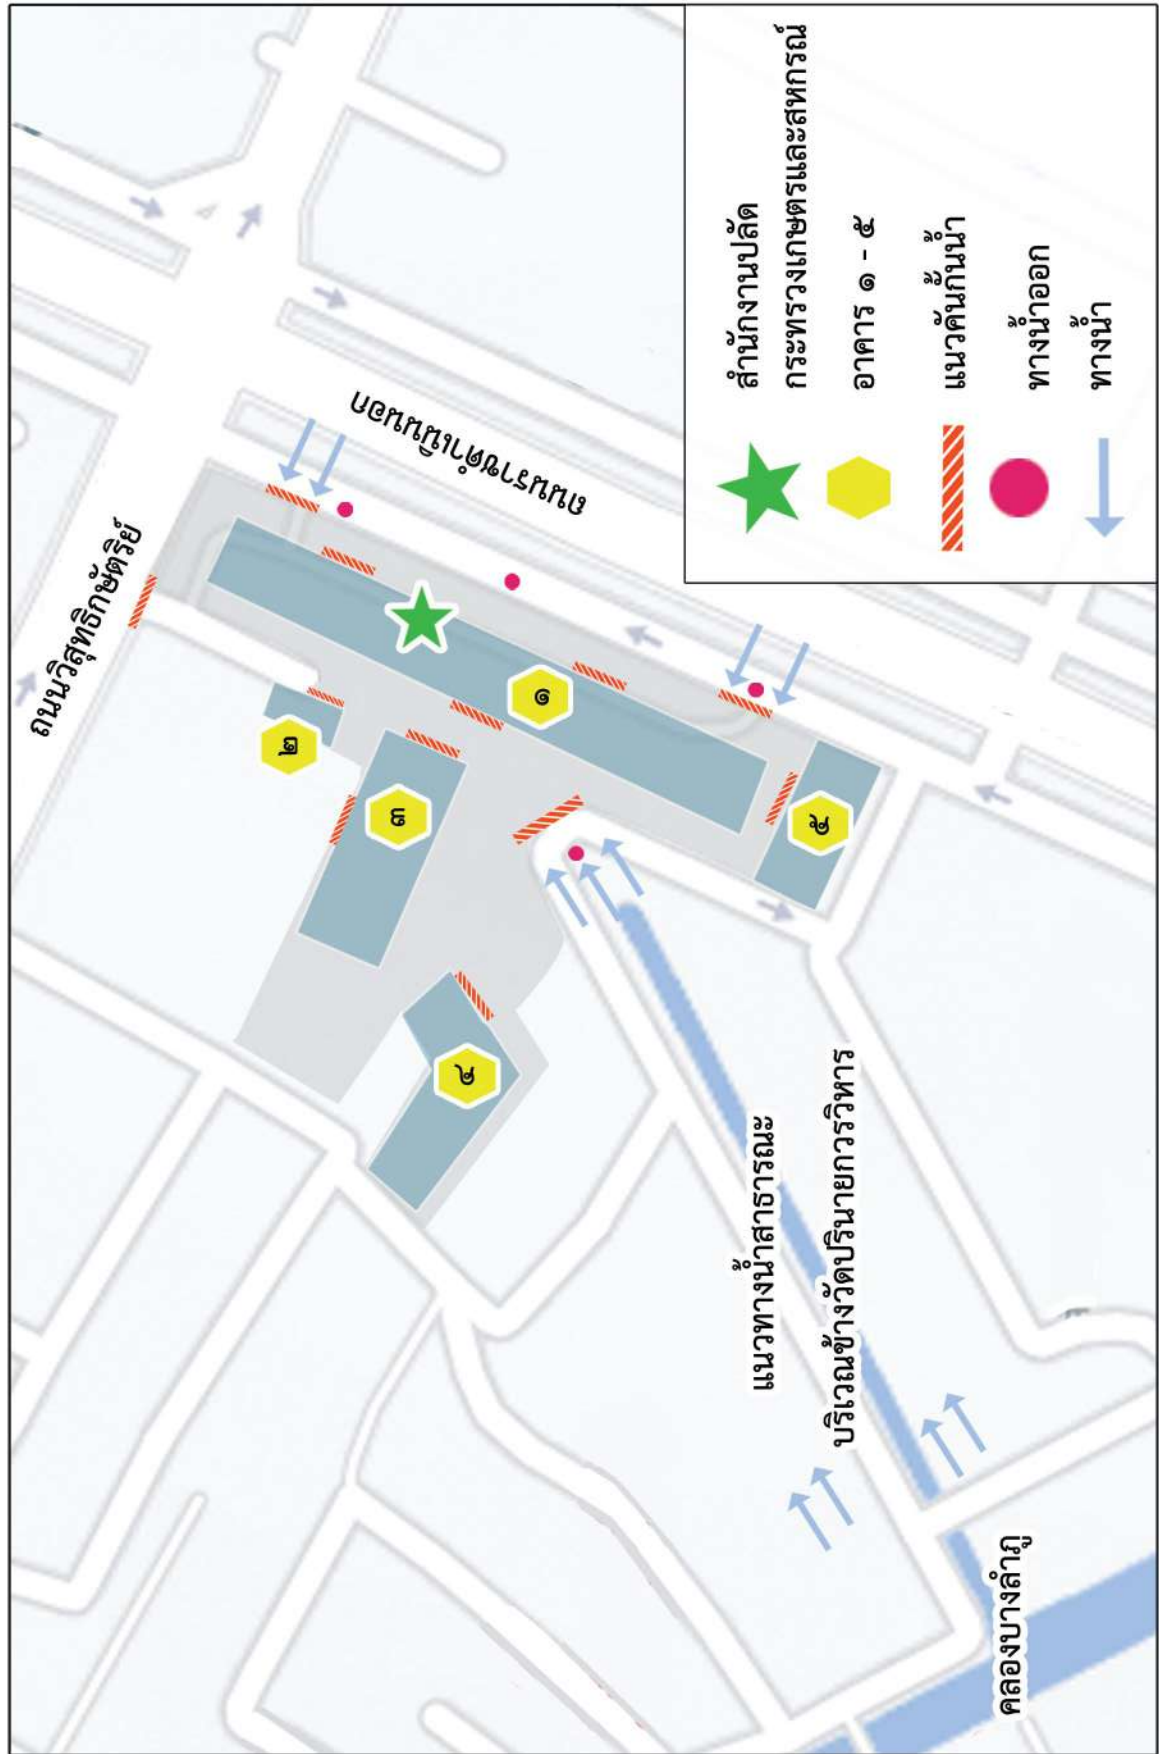 ถนนวิสุทธิกษัตริย์
ถนนราชดำเนินนอก
๑
๒
๓
๔
๕
แนวทางน้ำสาธารณะ
บริเวณข้างวัดปรินายกวรวิหาร
คลองบางลำภู
สำนักงานปลัด
กระทรวงเกษตรและสหกรณ์
อาคาร ๑ - ๕
แนวคันกั้นน้ำ
ทางน้ำออก
ทางน้ำ